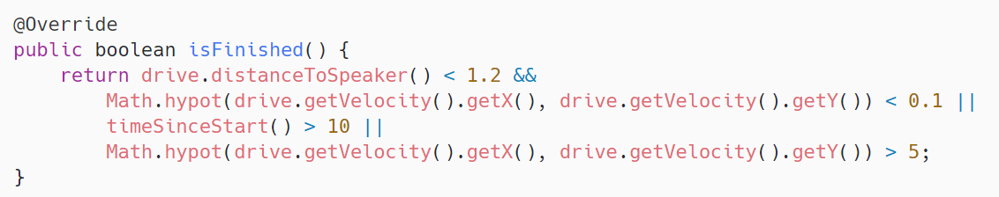 @Override
public boolean isFinished() {
    return drive.distanceToSpeaker() < 1.2 &&
        Math.hypot(drive.getVelocity().getX(), drive.getVelocity().getY()) < 0.1 ||
        timeSinceStart() > 10 ||
        Math.hypot(drive.getVelocity().getX(), drive.getVelocity().getY()) > 5;
}